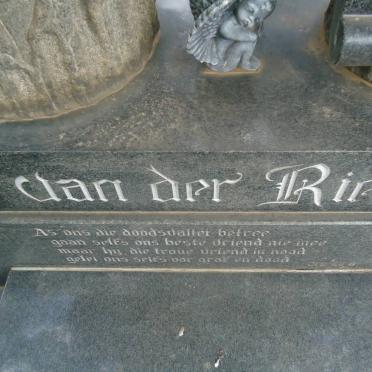 van der Rie
As ons die doodsvallei betree
gaan selfs ons beste vriend nie mee
maar hy, die troue vriend in nood
gelei ons selfs oor graf en dood